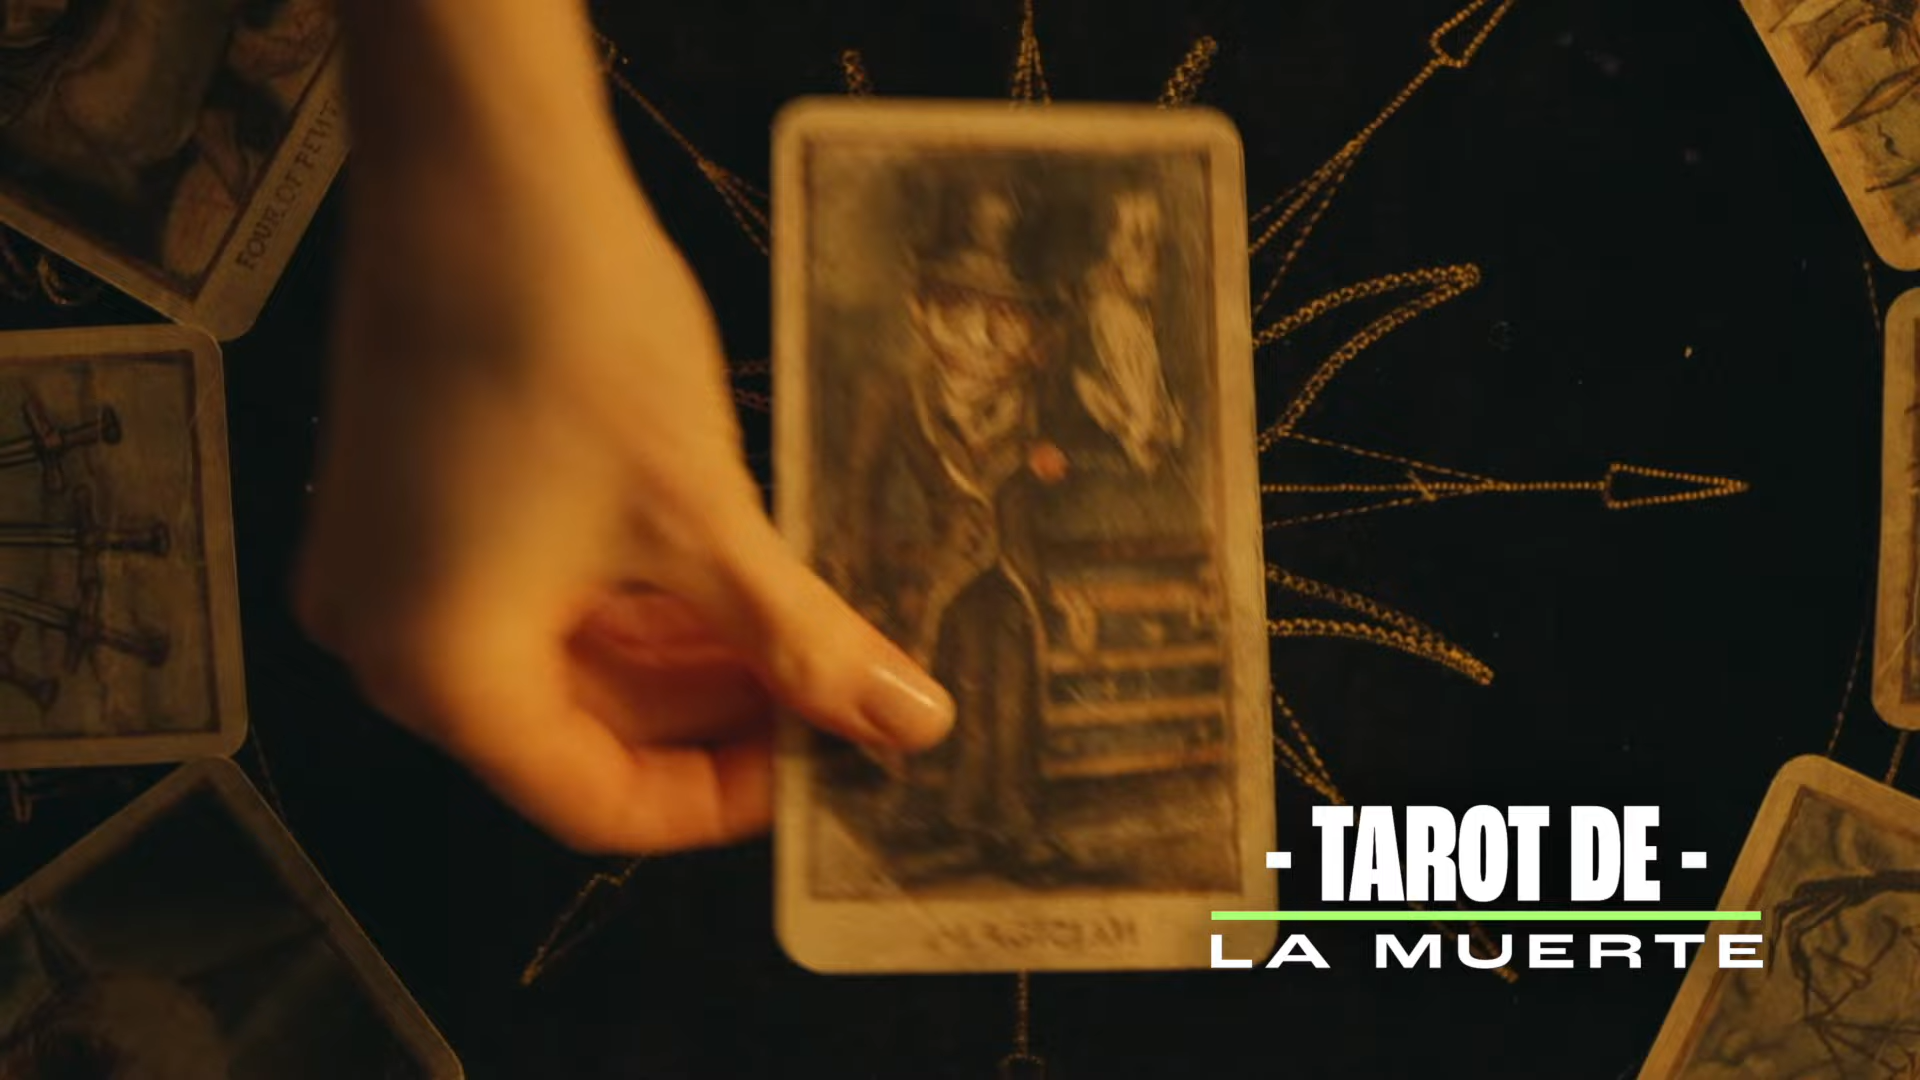 FOUR OF PENT
- TAROT DE -
LA MUERTE